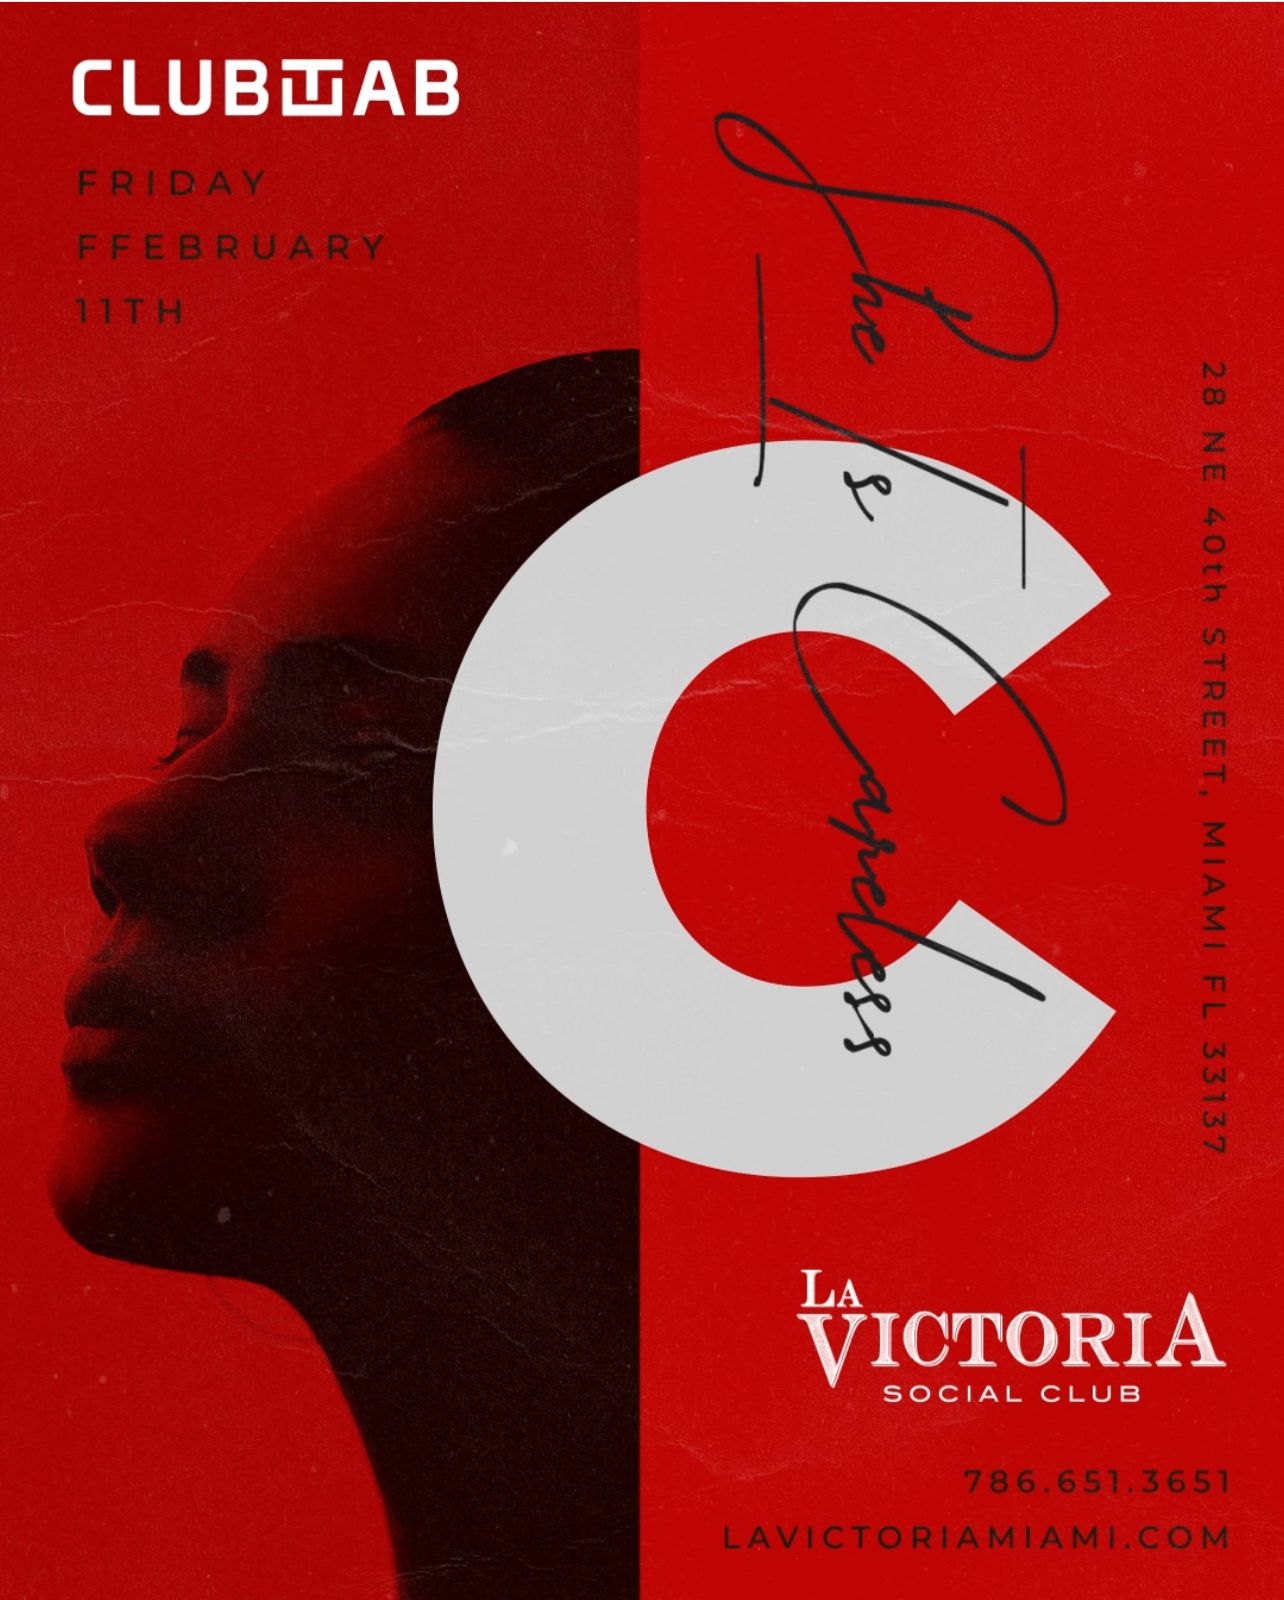 CLUBTAB
FRIDAY
FFEBRUARY
11TH
She Is Careless
28 NE 40th STREET, MIAMI FL 33137
C
LA
VICTORIA
SOCIAL CLUB
786.651.3651
LAVICTORIAMIAMI.COM